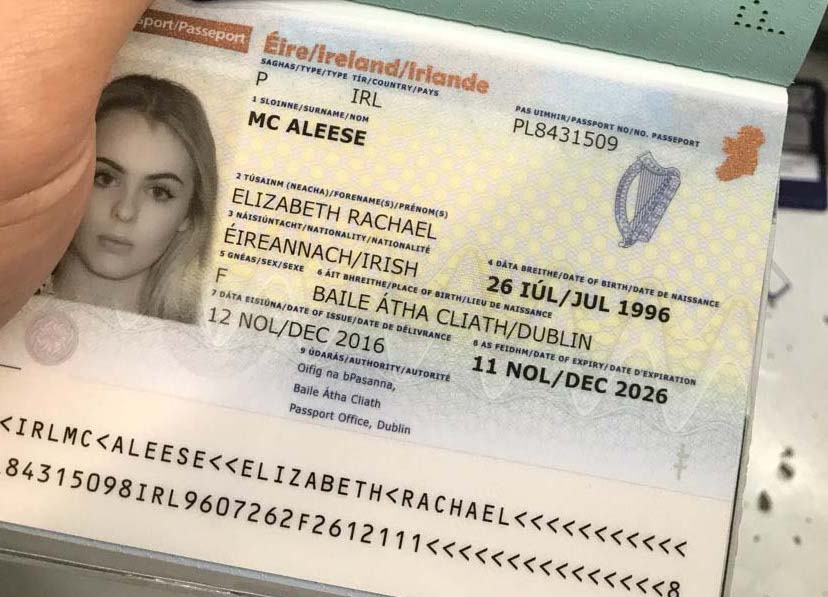 sport/Passeport
Éire/Ireland/Irlande
SAGHAS/TYPE/TYPE TÍR/COUNTRY/PAYS
P IRL
PAS UIMHIR/PASSPORT NO/NO. PASSEPORT
PL8431509
1 SLOINNE/SURNAME/NOM
MC ALEESE
2 TÚSAINM (NEACHA)/FORENAME(S)/PRÉNOM(S)
ELIZABETH RACHAEL
3 NÁISIÚNTACHT/NATIONALITY/NATIONALITÉ
ÉIREANNACH/IRISH
4 DÁTA BREITHE/DATE OF BIRTH/DATE DE NAISSANCE
26 IÚL/JUL 1996
5 GNÉAS/SEX/SEXE 6 ÁIT BHREITHE/PLACE OF BIRTH/LIEU DE NAISSANCE
F BAILE ÁTHA CLIATH/DUBLIN
7 DÁTA EISIÚNA/DATE OF ISSUE/DATE DE DÉLIVRANCE
12 NOL/DEC 2016
8 AS FEIDHM/DATE OF EXPIRY/DATE D'EXPIRATION
11 NOL/DEC 2026
9 ÚDARÁS/AUTHORITY/AUTORITÉ
Oifig na bPasanna,
Baile Átha Cliath
Passport Office, Dublin
<IRLMC<ALEESE<<ELIZABETH<RACHAEL<<<<<<<<<<<
84315098IRL9607262F2612111<<<<<<<<<<<<<<<8